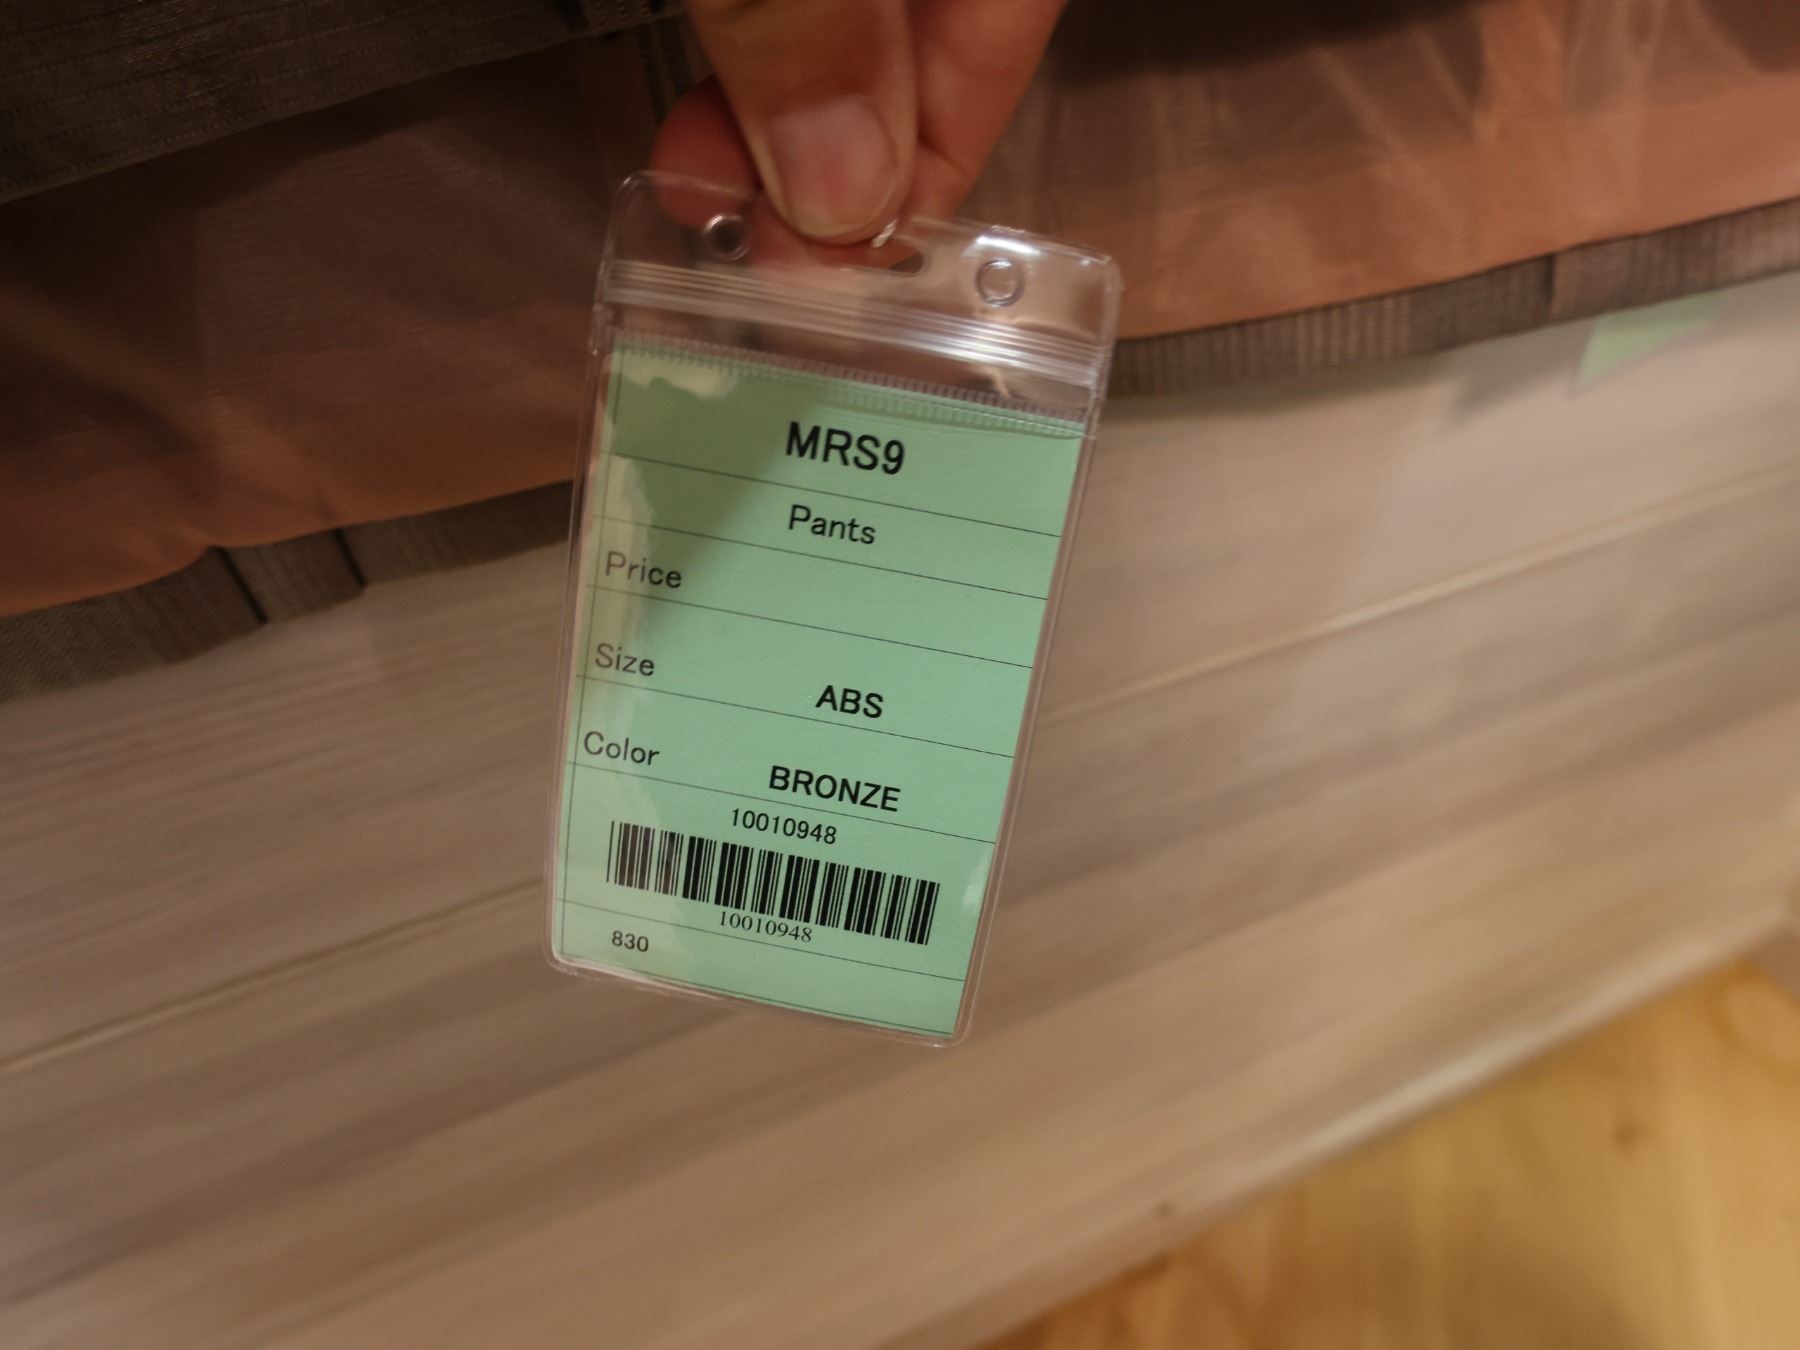 MRS9
Pants
Price
Size
ABS
Color
BRONZE
10010948
10010948
830